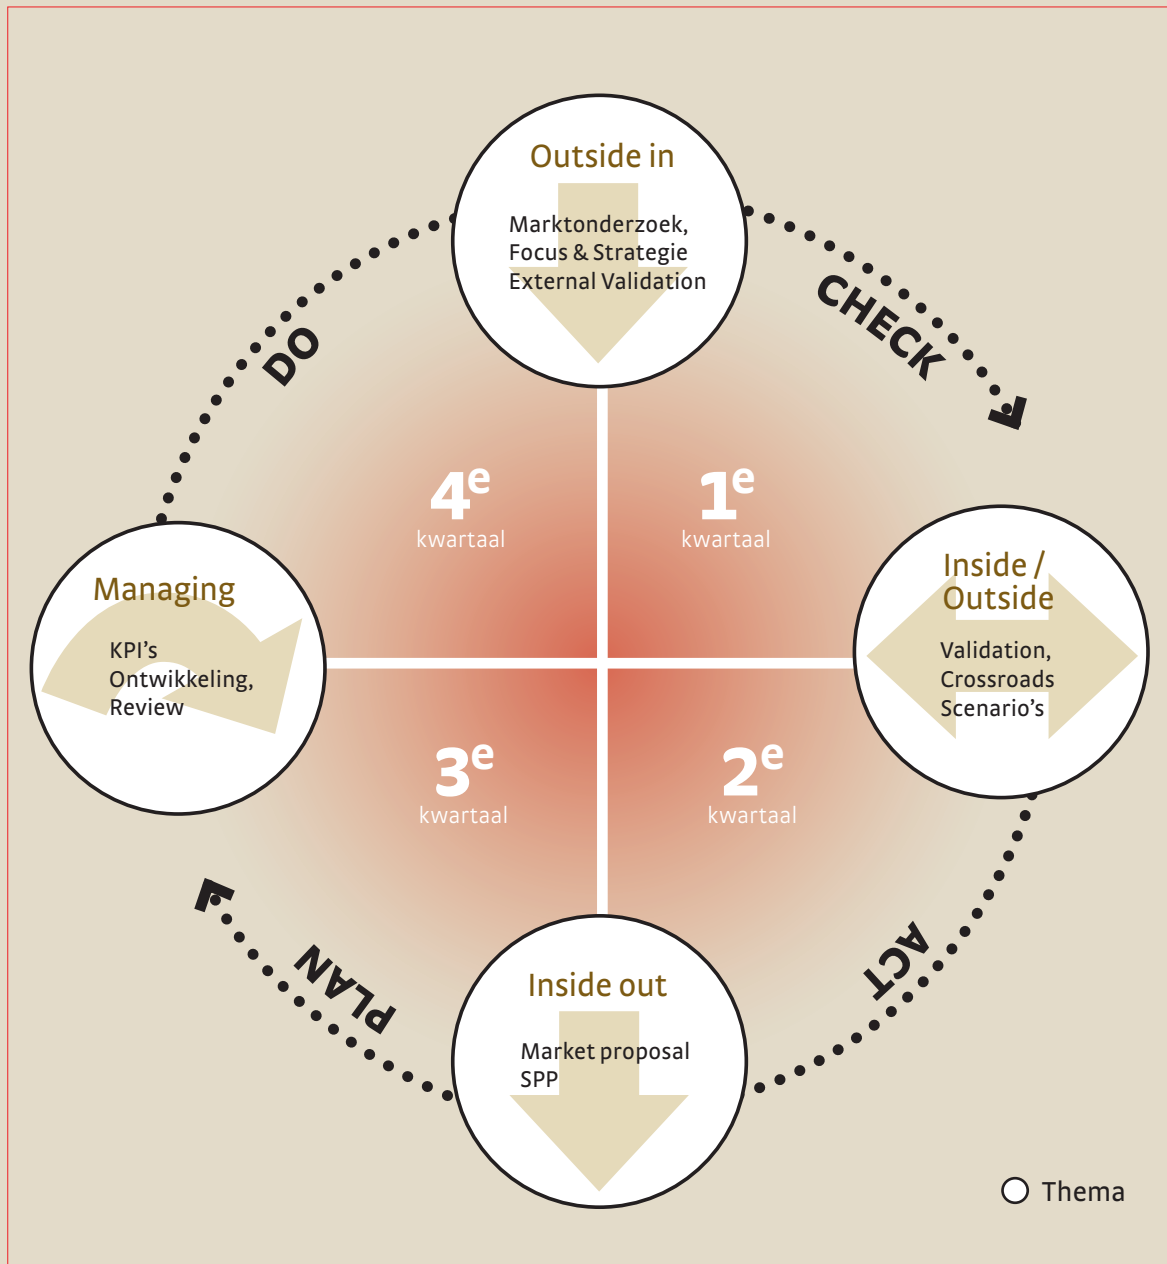 Outside in
Marktonderzoek,
Focus & Strategie
External Validation
DO
CHECK
4e
kwartaal
1e
kwartaal
Managing
KPI’s
Ontwikkeling,
Review
Inside /
Outside
Validation,
Crossroads
Scenario’s
3e
kwartaal
2e
kwartaal
PLAN
ACT
Inside out
Market proposal
SPP
Thema